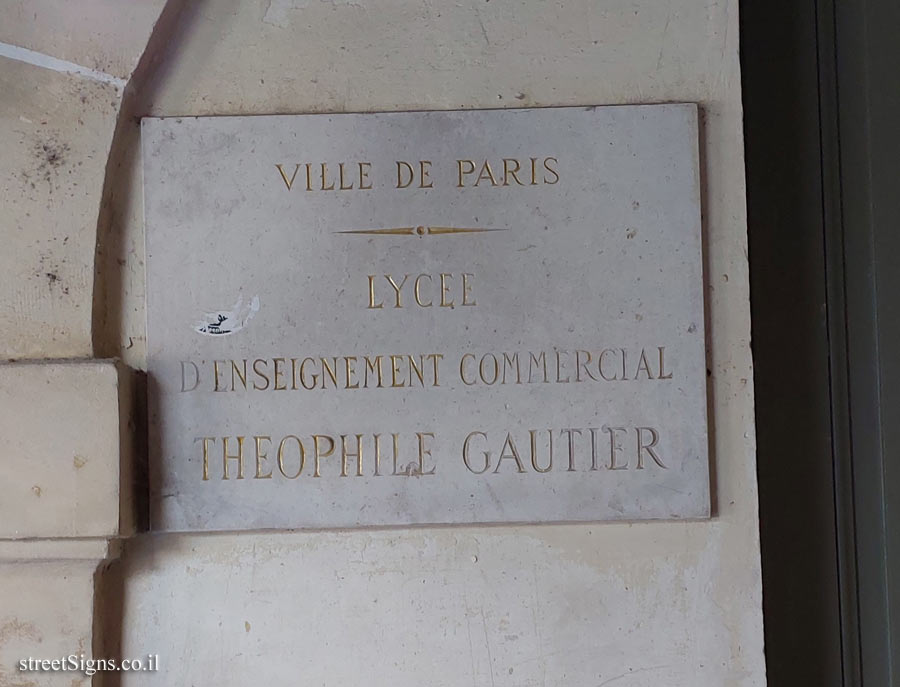 VILLE DE PARIS
LYCEE
D'ENSEIGNEMENT COMMERCIAL
THEOPHILE GAUTIER
streetSigns.co.il